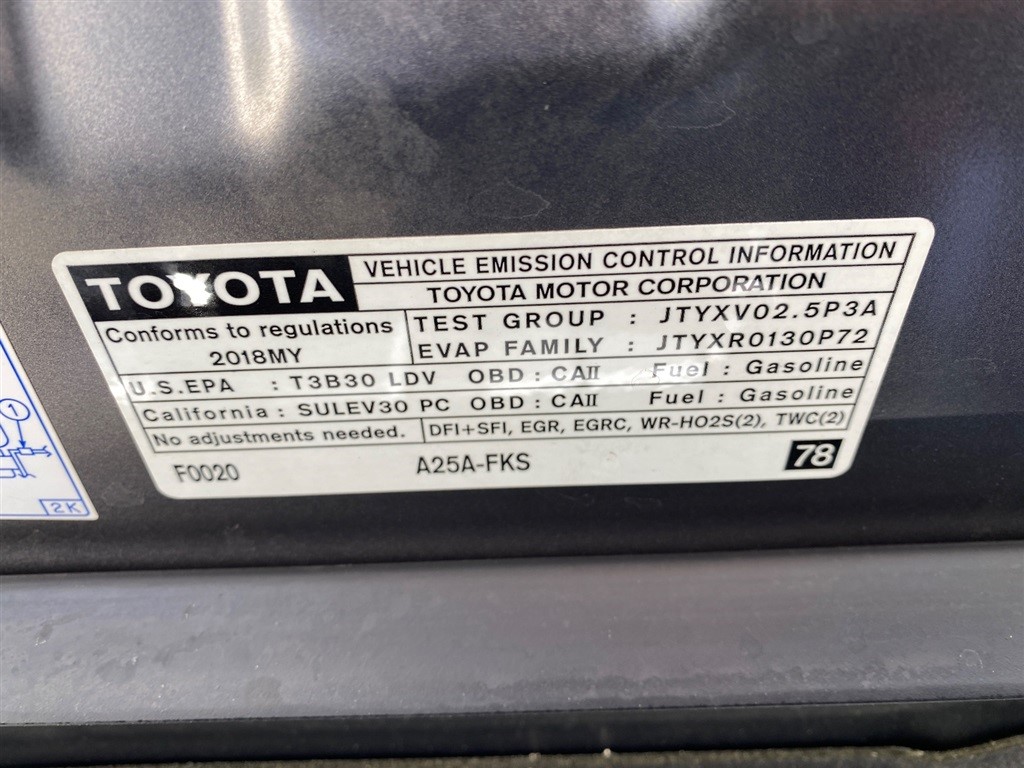 TOYOTA
VEHICLE EMISSION CONTROL INFORMATION
TOYOTA MOTOR CORPORATION
Conforms to regulations
2018MY
TEST GROUP : JTYXV02.5P3A
EVAP FAMILY : JTYXR0130P72
U.S.EPA : T3B30 LDV OBD : CAII Fuel : Gasoline
California : SULEV30 PC OBD : CAII Fuel : Gasoline
No adjustments needed. DFI+SFI, EGR, EGRC, WR-HO2S(2), TWC(2)
F0020 A25A-FKS 78
1
2K